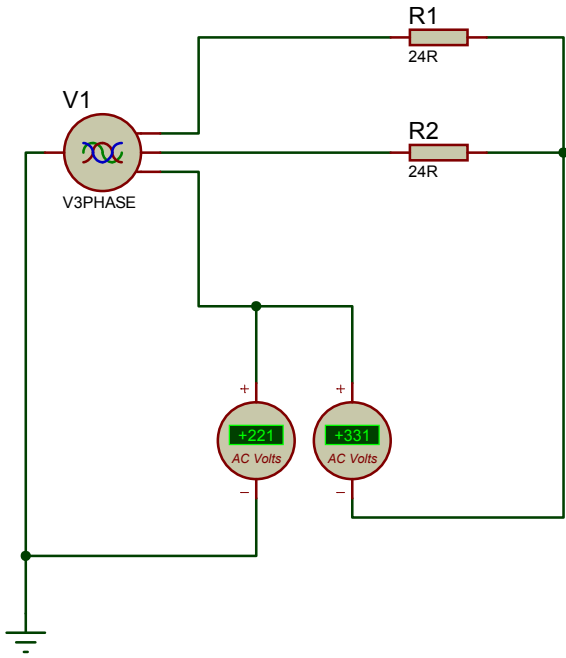 R1
24R
V1
R2
24R
V3PHASE
+ +
+221 +331
AC Volts AC Volts
− −